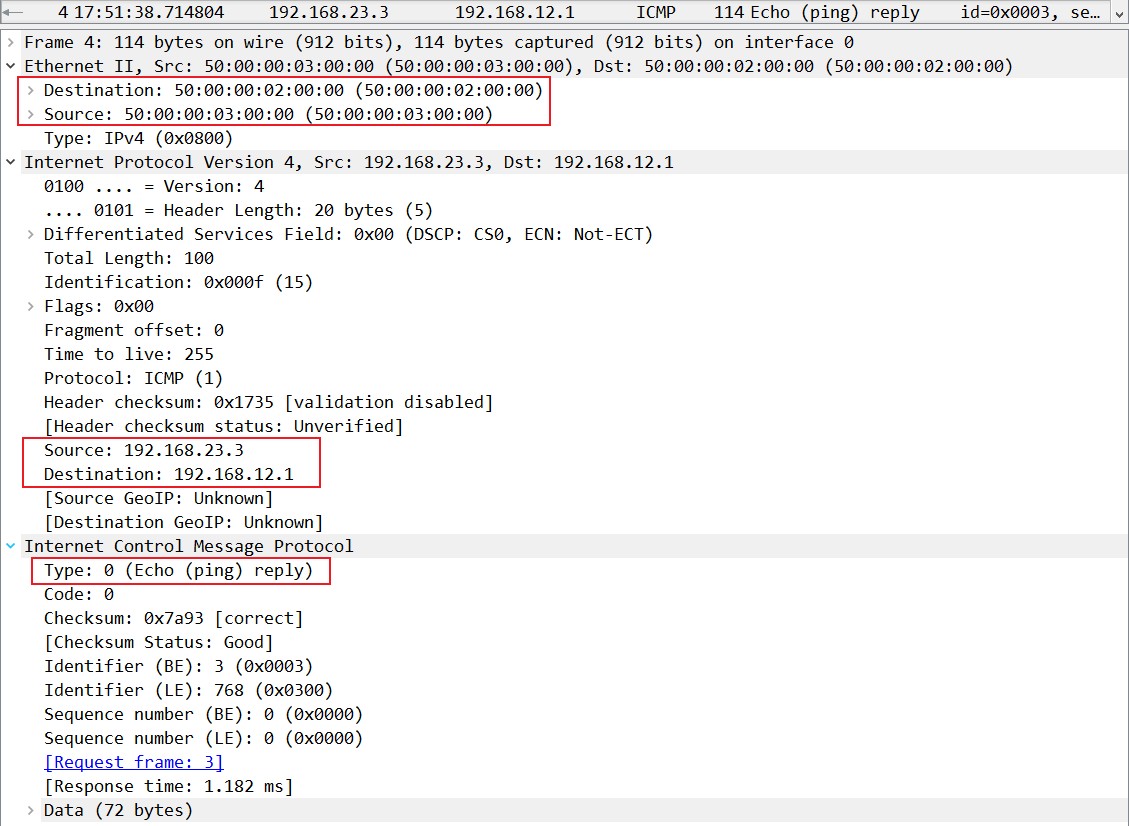 4 17:51:38.714804 192.168.23.3 192.168.12.1 ICMP 114 Echo (ping) reply id=0x0003, se…
Frame 4: 114 bytes on wire (912 bits), 114 bytes captured (912 bits) on interface 0
Ethernet II, Src: 50:00:00:03:00:00 (50:00:00:03:00:00), Dst: 50:00:00:02:00:00 (50:00:00:02:00:00)
Destination: 50:00:00:02:00:00 (50:00:00:02:00:00)
Source: 50:00:00:03:00:00 (50:00:00:03:00:00)
Type: IPv4 (0x0800)
Internet Protocol Version 4, Src: 192.168.23.3, Dst: 192.168.12.1
0100 .... = Version: 4
.... 0101 = Header Length: 20 bytes (5)
Differentiated Services Field: 0x00 (DSCP: CS0, ECN: Not-ECT)
Total Length: 100
Identification: 0x000f (15)
Flags: 0x00
Fragment offset: 0
Time to live: 255
Protocol: ICMP (1)
Header checksum: 0x1735 [validation disabled]
[Header checksum status: Unverified]
Source: 192.168.23.3
Destination: 192.168.12.1
[Source GeoIP: Unknown]
[Destination GeoIP: Unknown]
Internet Control Message Protocol
Type: 0 (Echo (ping) reply)
Code: 0
Checksum: 0x7a93 [correct]
[Checksum Status: Good]
Identifier (BE): 3 (0x0003)
Identifier (LE): 768 (0x0300)
Sequence number (BE): 0 (0x0000)
Sequence number (LE): 0 (0x0000)
[Request frame: 3]
[Response time: 1.182 ms]
Data (72 bytes)